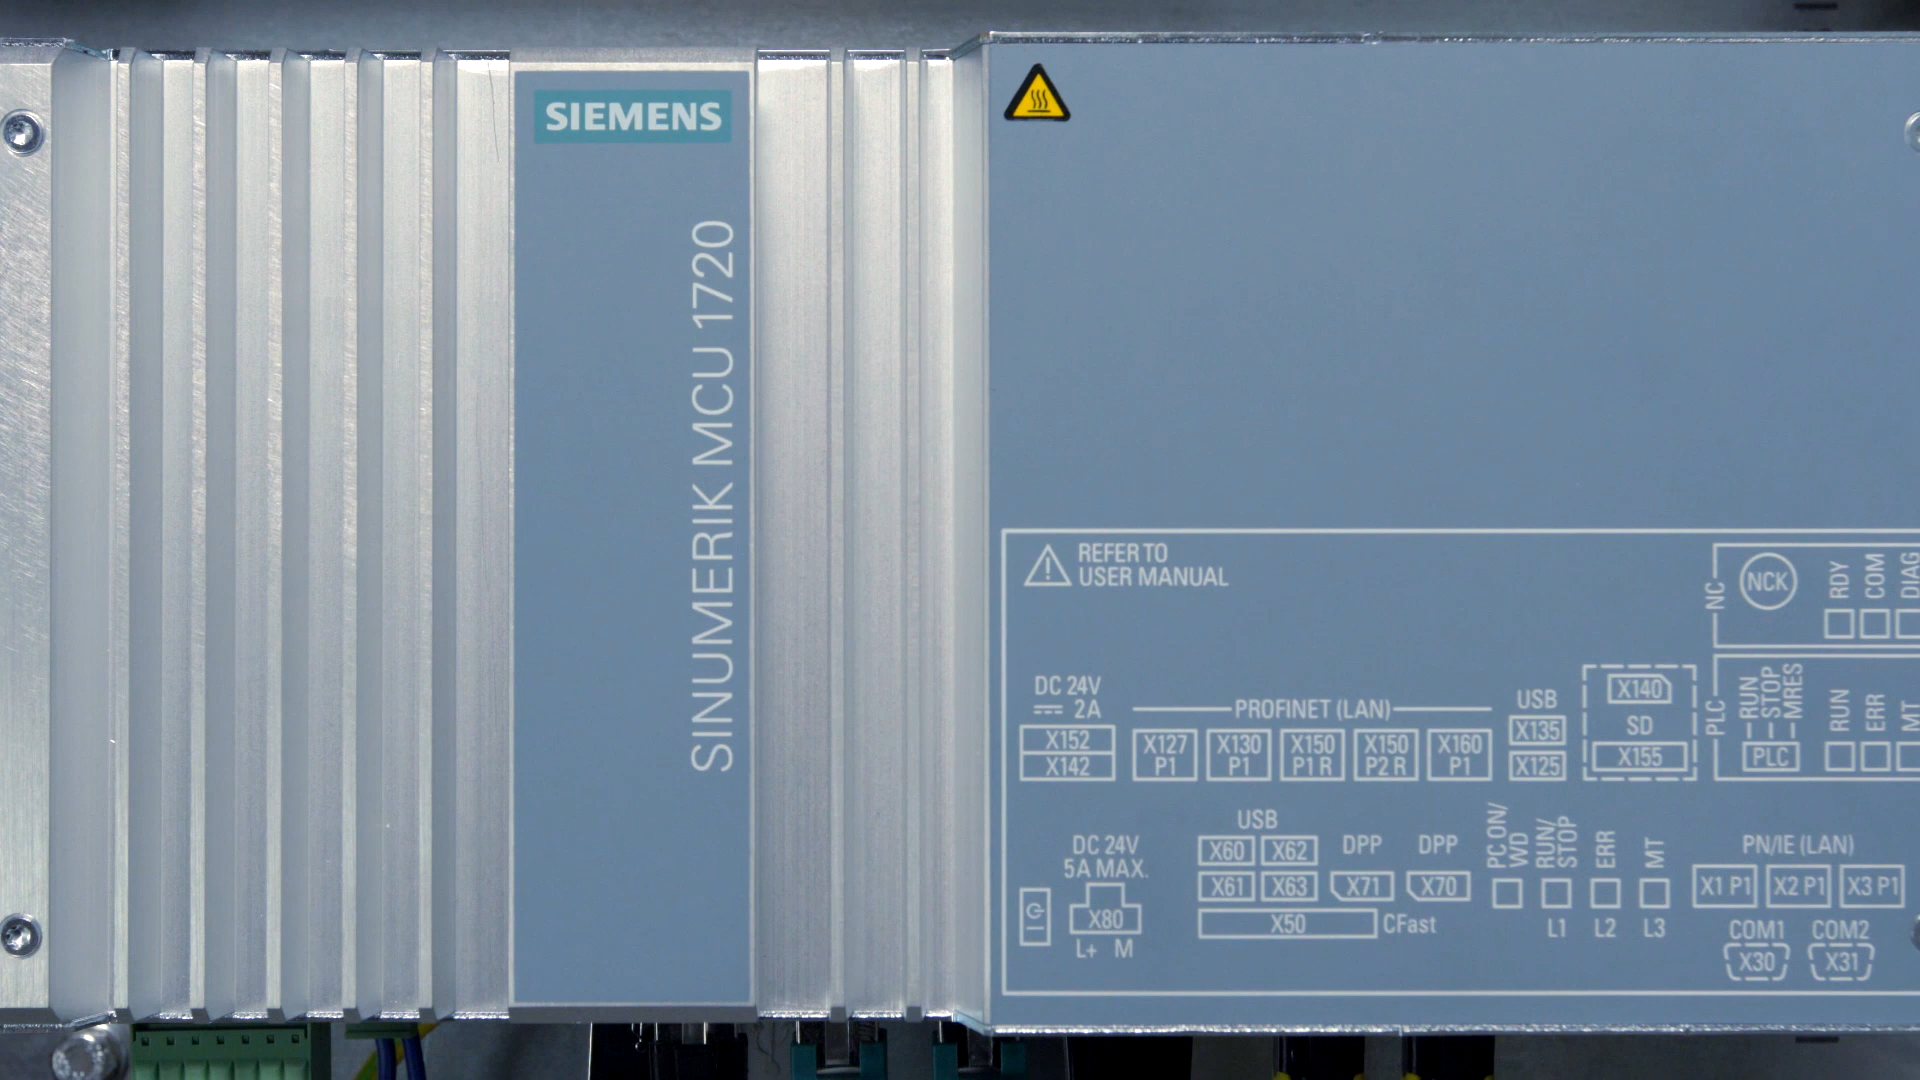 SIEMENS
SINUMERIK MCU 1720
REFER TO
USER MANUAL
NC
NCK
RDY
COM
DIAG
DC 24V
2A
X152
X142
PROFINET (LAN)
X127
P1
X130
P1
X150
P1 R
X150
P2 R
X160
P1
USB
X135
X125
X140
SD
X155
PLC
RUN
STOP
MRES
PLC
RUN
ERR
MT
DC 24V
5A MAX.
X80
L+ M
USB
X60 X62
X61 X63
X50
CFast
DPP
X71
DPP
X70
PC ON/
WD
RUN/
STOP
L1
ERR
L2
MT
L3
PN/IE (LAN)
X1 P1 X2 P1 X3 P1
COM1 COM2
X30 X31